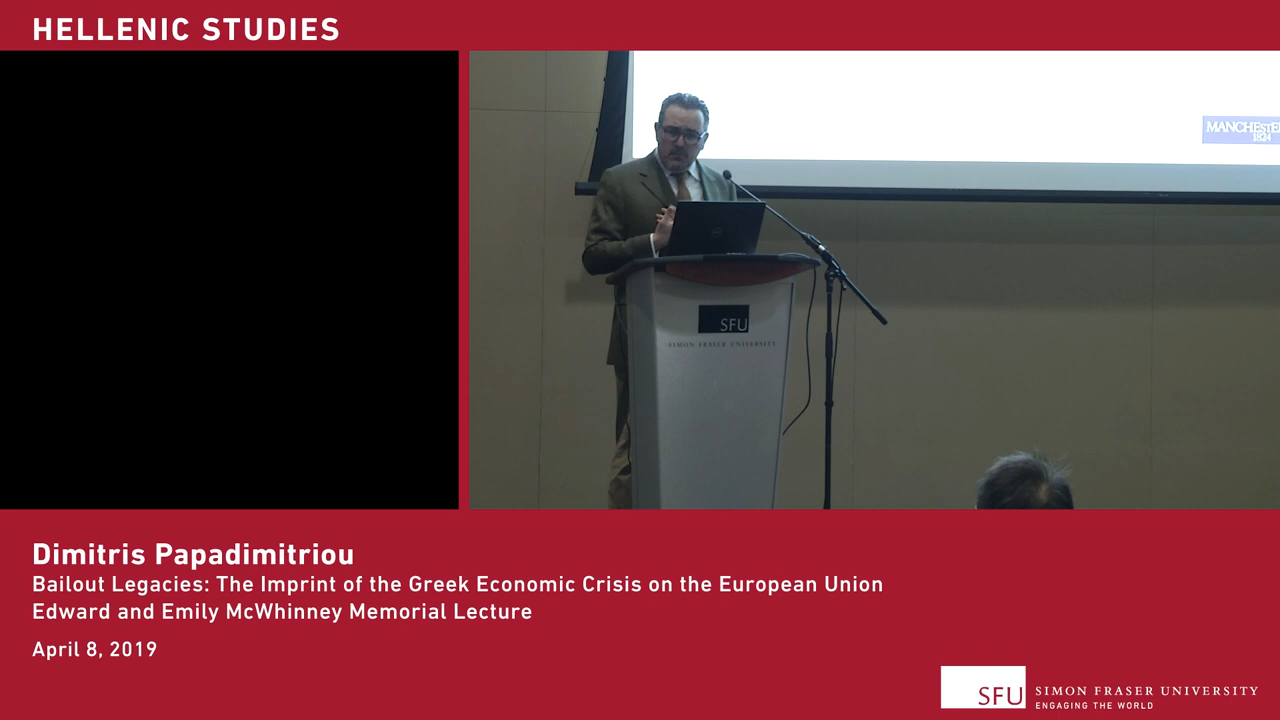 HELLENIC STUDIES
MANCHESTE
1824
SFU
SIMON FRASER UNIVERSITY
Dimitris Papadimitriou
Bailout Legacies: The Imprint of the Greek Economic Crisis on the European Union
Edward and Emily McWhinney Memorial Lecture
April 8, 2019
SFU
SIMON FRASER UNIVERSITY
ENGAGING THE WORLD